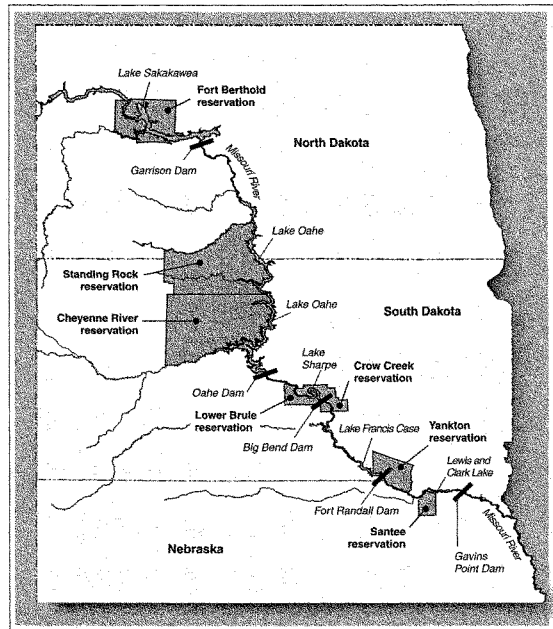 Lake Sakakawea
Fort Berthold
reservation
North Dakota
Garrison Dam
Missouri River
Lake Oahe
Standing Rock
reservation
Cheyenne River
reservation
Lake Oahe
South Dakota
Lake
Sharpe
Crow Creek
reservation
Oahe Dam
Lower Brule
reservation
Big Bend Dam
Lake Francis Case
Yankton
reservation
Lewis and
Clark Lake
Fort Randall Dam
Santee
reservation
Nebraska
Gavins
Point Dam
Missouri River